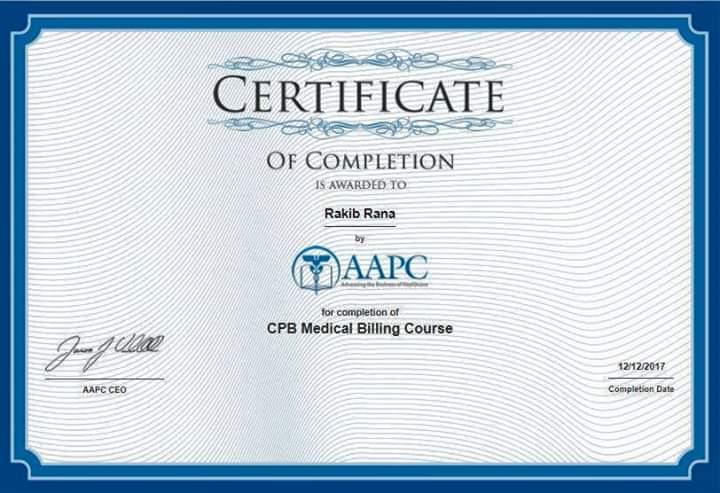 CERTIFICATE
OF COMPLETION
IS AWARDED TO
Rakib Rana
by
AAPC
Advancing the Business of Healthcare
for completion of
CPB Medical Billing Course
12/12/2017
AAPC CEO
Completion Date